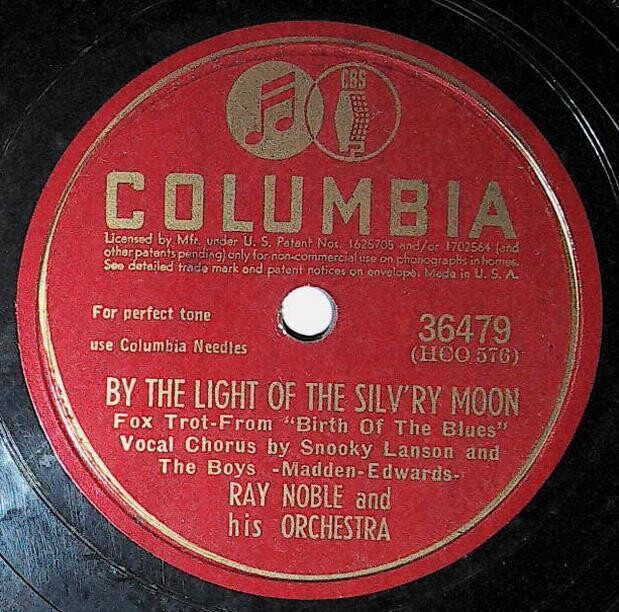 CBS
COLUMBIA
Licensed by Mfr. under U. S. Patent Nos. 1625705 and/or 1702564 (and
other patents pending) only for non-commercial use on phonographs in homes.
See detailed trade mark and patent notices on envelope. Made in U. S. A.
For perfect tone
use Columbia Needles
36479
(HCO 576)
BY THE LIGHT OF THE SILV'RY MOON
Fox Trot-From "Birth Of The Blues"
Vocal Chorus by Snooky Lanson and
The Boys -Madden-Edwards-
RAY NOBLE and
his ORCHESTRA